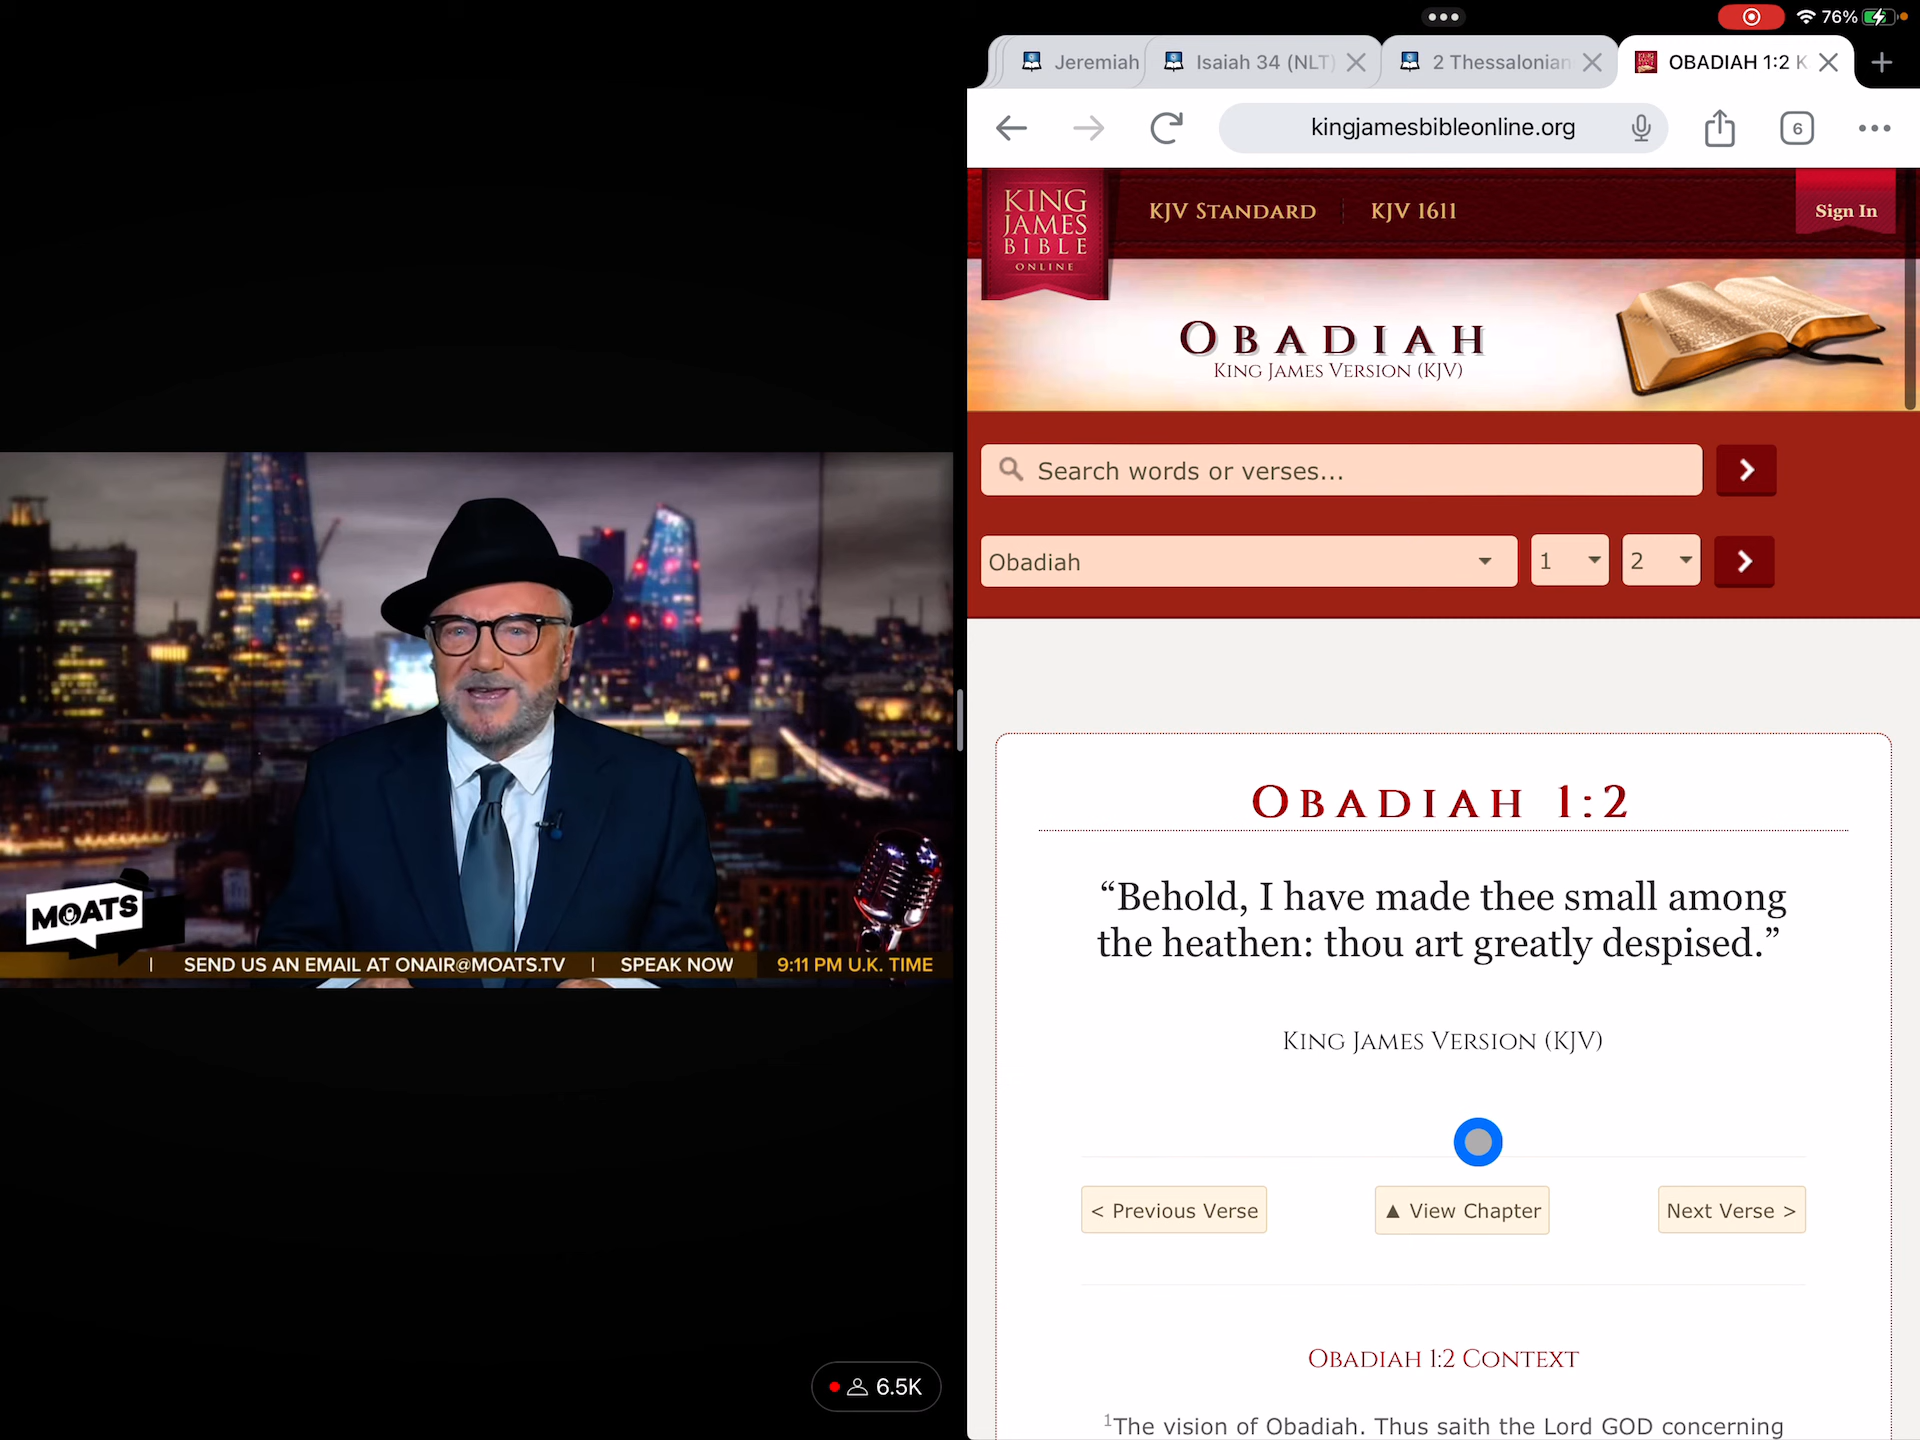 76%
Jeremiah
Isaiah 34 (NLT)
2 Thessalonian
OBADIAH 1:2 K
kingjamesbibleonline.org
6
KING
JAMES
BIBLE
ONLINE
KJV STANDARD
KJV 1611
Sign In
OBADIAH
KING JAMES VERSION (KJV)
Search words or verses...
Obadiah
1
2
OBADIAH 1:2
“Behold, I have made thee small among
the heathen: thou art greatly despised.”
KING JAMES VERSION (KJV)
< Previous Verse
▲ View Chapter
Next Verse >
OBADIAH 1:2 CONTEXT
1The vision of Obadiah. Thus saith the Lord GOD concerning
MOATS
| SEND US AN EMAIL AT ONAIR@MOATS.TV | SPEAK NOW
9:11 PM U.K. TIME
6.5K